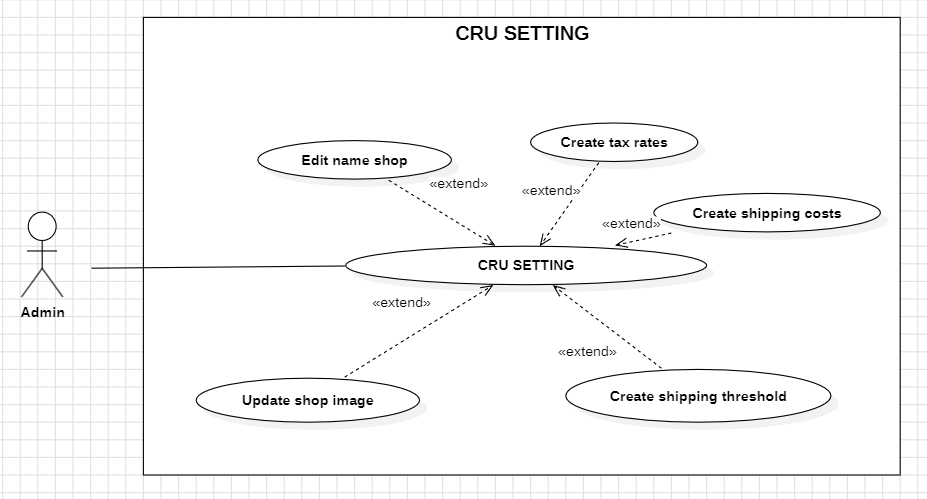 CRU SETTING
Create tax rates
Edit name shop
«extend»
«extend»
Create shipping costs
«extend»
CRU SETTING
Admin
«extend»
«extend»
Update shop image
Create shipping threshold